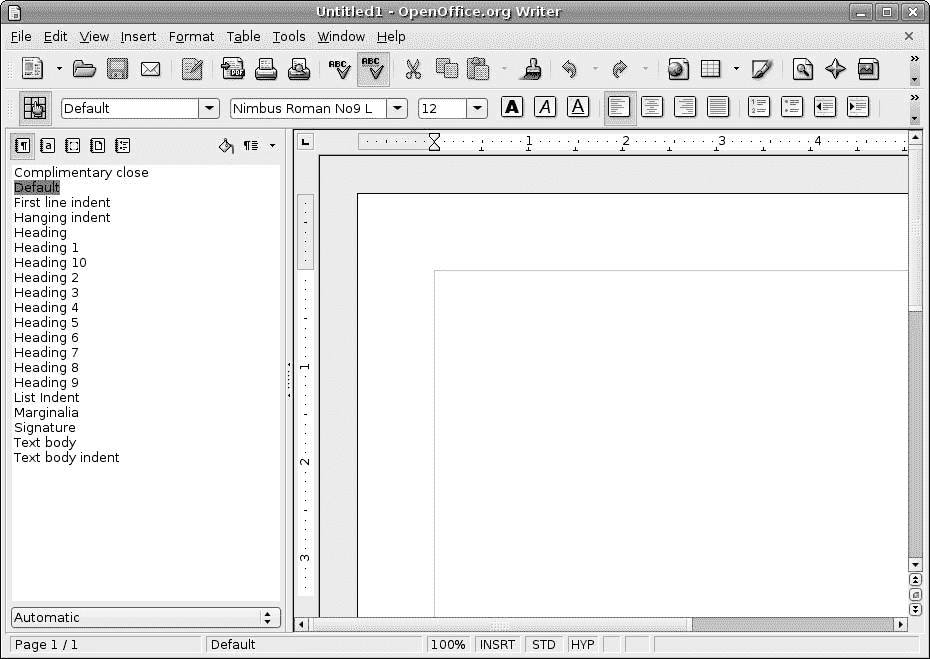 Untitled1 - OpenOffice.org Writer
File Edit View Insert Format Table Tools Window Help
ABC ABC
PDF
Default Nimbus Roman No9 L 12 A A A
1 2 3 4
Complimentary close
Default
First line indent
Hanging indent
Heading
Heading 1
Heading 10
Heading 2
Heading 3
Heading 4
Heading 5
Heading 6
Heading 7
Heading 8
Heading 9
List Indent
Marginalia
Signature
Text body
Text body indent
1
2
3
Automatic
Page 1 / 1 Default 100% INSRT STD HYP